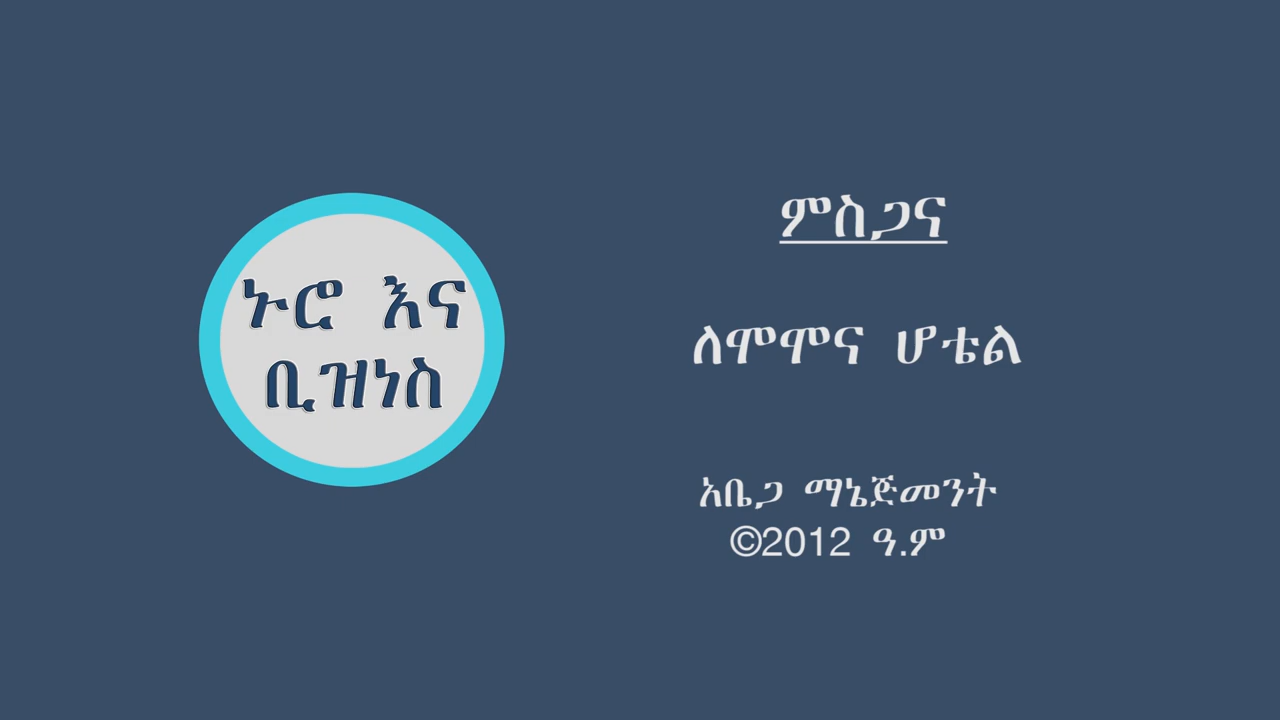 ኑሮ እና
ቢዝነስ
ምስጋና
ለሞሞና ሆቴል
አቤጋ ማኔጅመንት
©2012 ዓ.ም